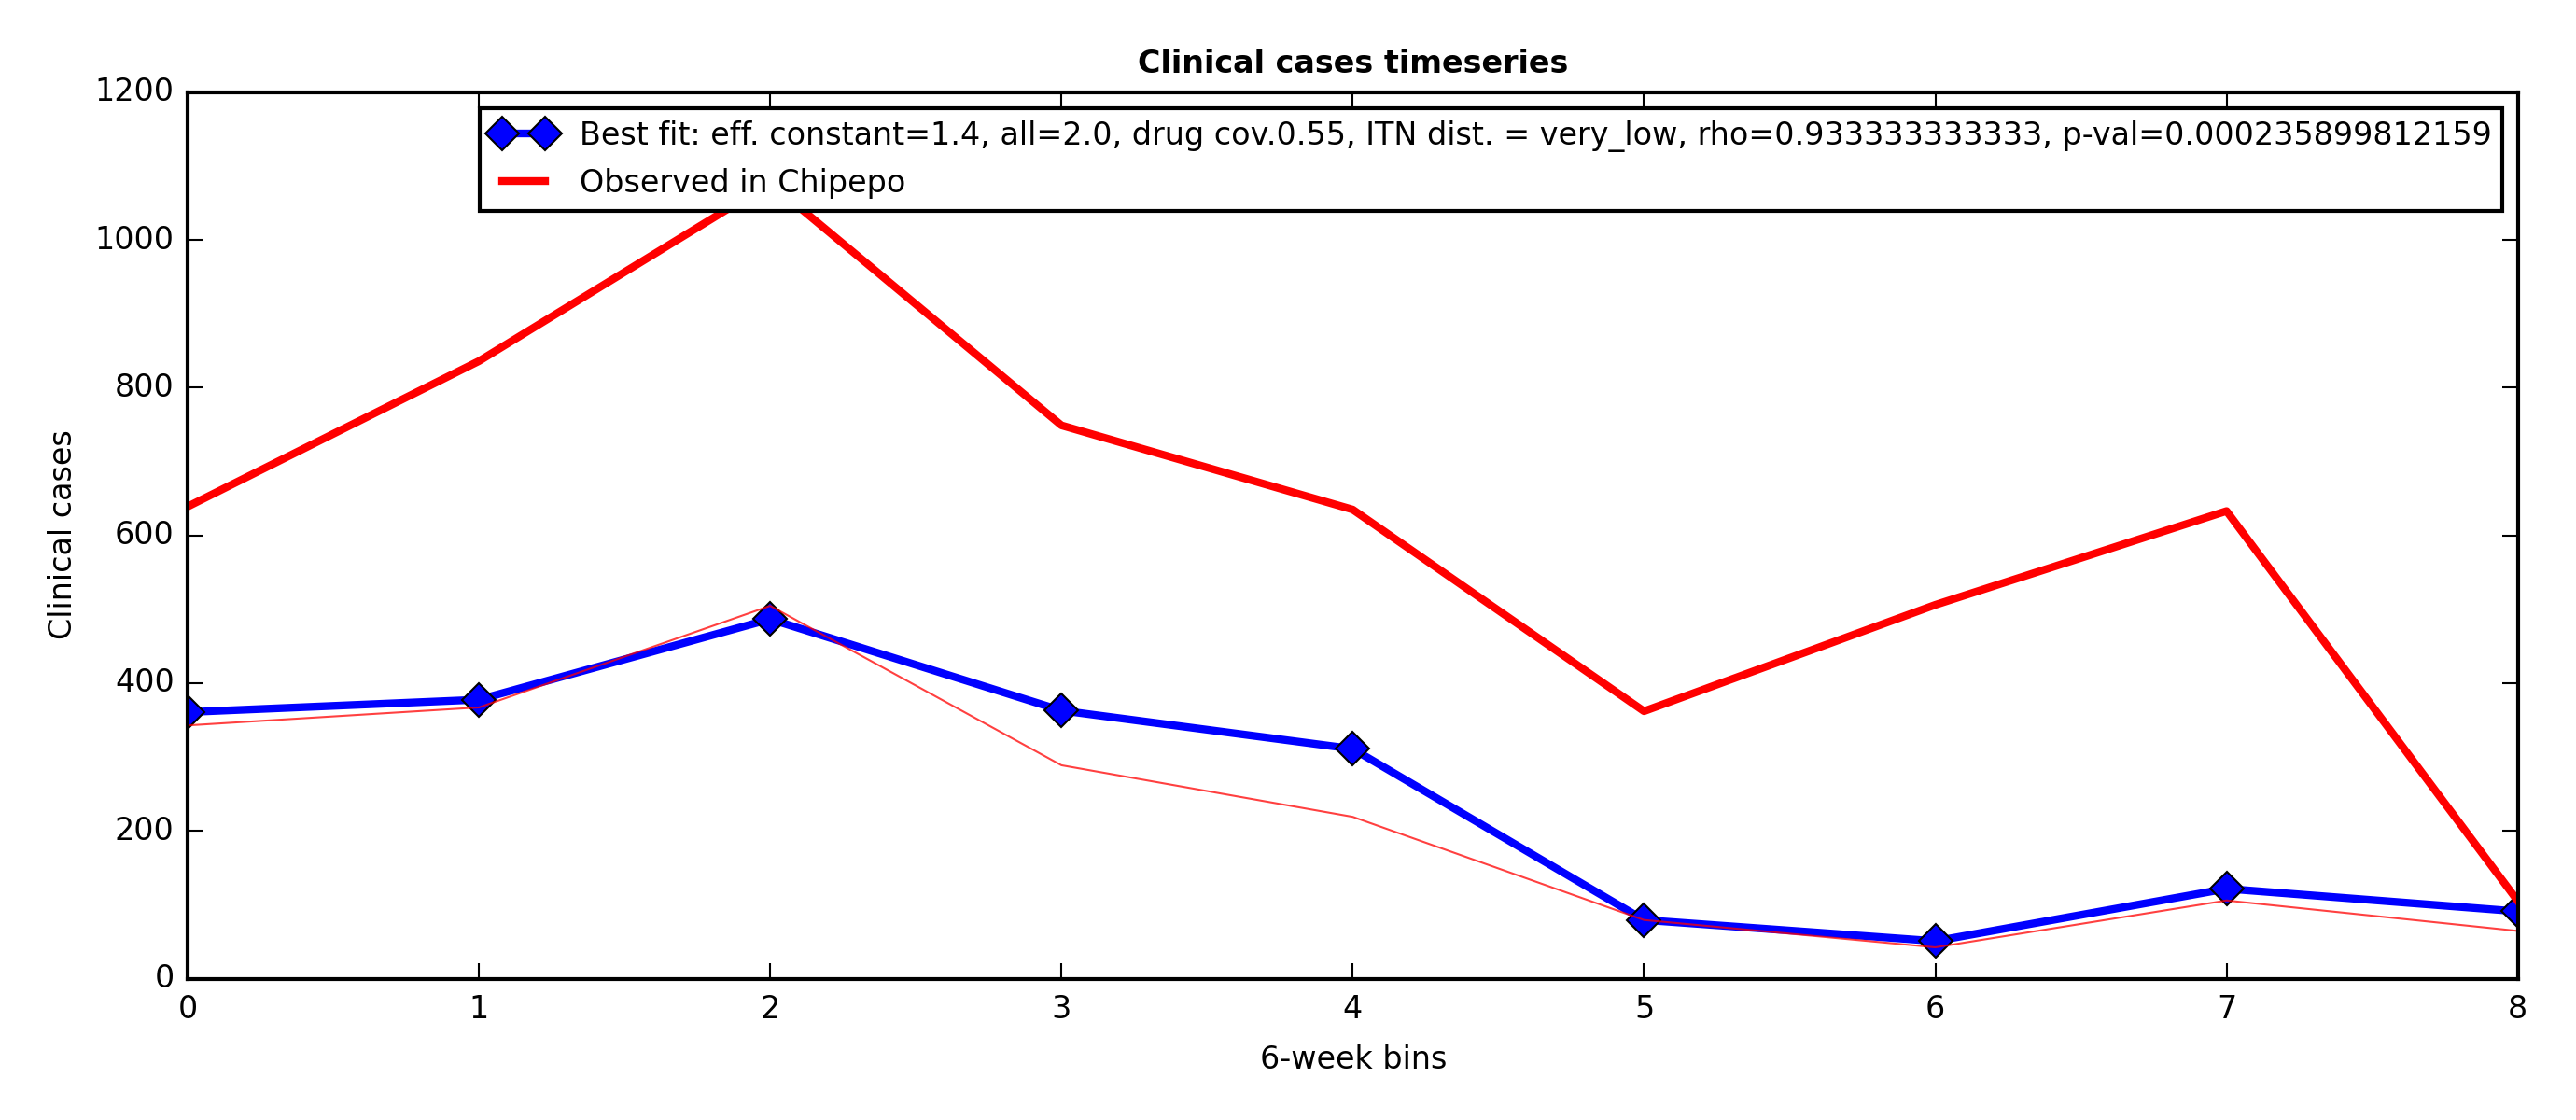 Clinical cases timeseries
1200
1000
800
600
400
200
0
Clinical cases
Best fit: eff. constant=1.4, all=2.0, drug cov.0.55, ITN dist. = very_low, rho=0.933333333333, p-val=0.000235899812159
Observed in Chipepo
0 1 2 3 4 5 6 7 8
6-week bins